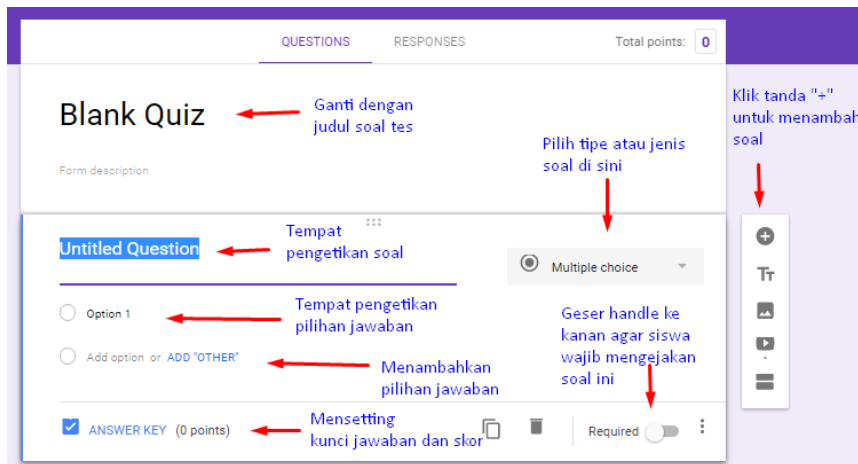 QUESTIONS RESPONSES Total points: 0
Blank Quiz
Ganti dengan
judul soal tes
Klik tanda "+"
untuk menambah
soal
Pilih tipe atau jenis
soal di sini
Form description
Untitled Question
Tempat
pengetikan soal
Multiple choice
Tt
Option 1
Tempat pengetikan
pilihan jawaban
Geser handle ke
kanan agar siswa
wajib mengejakan
soal ini
Add option or ADD "OTHER"
Menambahkan
pilihan jawaban
ANSWER KEY (0 points)
Mensetting
kunci jawaban dan skor
Required